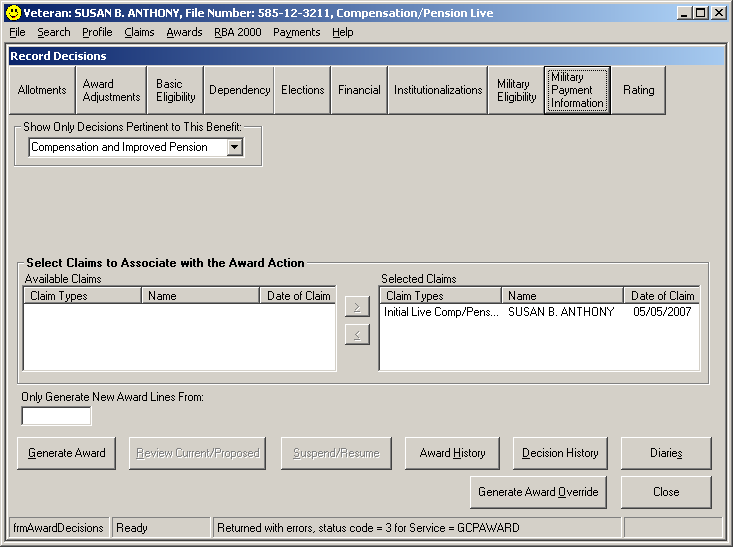 Veteran: SUSAN B. ANTHONY, File Number: 585-12-3211, Compensation/Pension Live
File Search Profile Claims Awards RBA 2000 Payments Help
Record Decisions
Allotments
Award Adjustments
Basic Eligibility
Dependency
Elections
Financial
Institutionalizations
Military Eligibility
Military Payment Information
Rating
Show Only Decisions Pertinent to This Benefit:
Compensation and Improved Pension
Select Claims to Associate with the Award Action
Available Claims
Claim Types Name Date of Claim
>
<
Selected Claims
Claim Types Name Date of Claim
Initial Live Comp/Pens... SUSAN B. ANTHONY 05/05/2007
Only Generate New Award Lines From:
Generate Award Review Current/Proposed Suspend/Resume Award History Decision History Diaries
Generate Award Override Close
frmAwardDecisions Ready Returned with errors, status code = 3 for Service = GCPAWARD